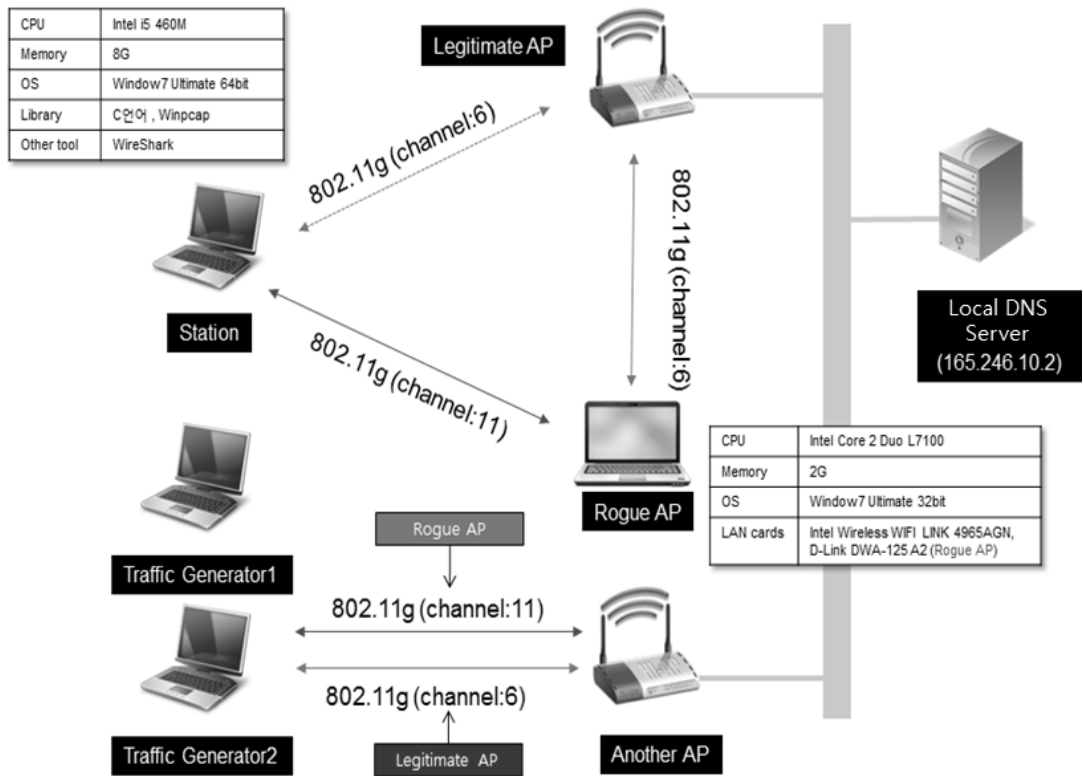 CPU Intel i5 460M
Memory 8G
OS Window7 Ultimate 64bit
Library C언어 , Winpcap
Other tool WireShark
Legitimate AP
802.11g (channel:6)
802.11g (channel:6)
Station
802.11g (channel:11)
Local DNS
Server
(165.246.10.2)
Rogue AP
CPU Intel Core 2 Duo L7100
Memory 2G
OS Window7 Ultimate 32bit
LAN cards Intel Wireless WIFI LINK 4965AGN,
D-Link DWA-125 A2 (Rogue AP)
Traffic Generator1
Rogue AP
802.11g (channel:11)
802.11g (channel:6)
Legitimate AP
Traffic Generator2
Another AP